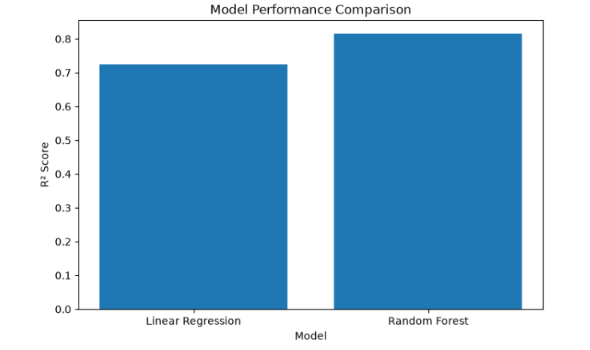 Model Performance Comparison
R² Score
0.8
0.7
0.6
0.5
0.4
0.3
0.2
0.1
0.0
Linear Regression
Random Forest
Model